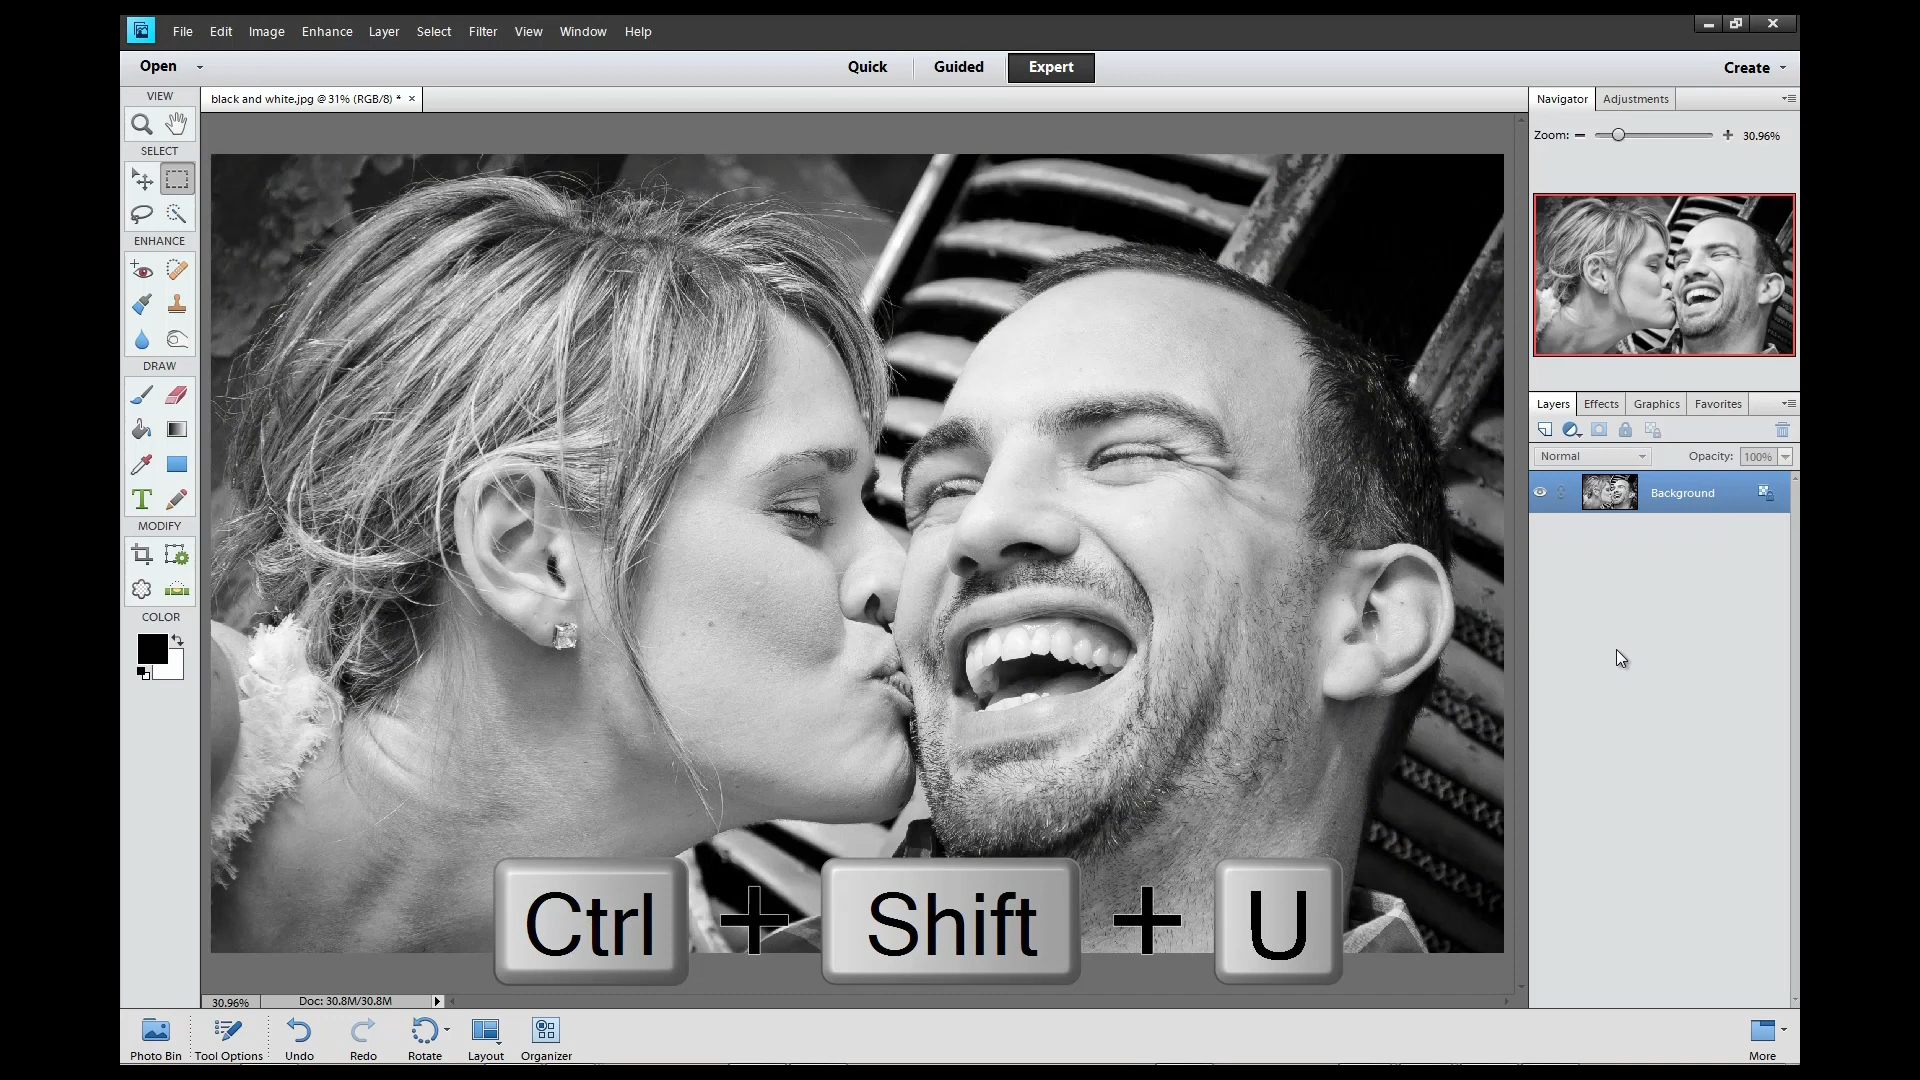 File Edit Image Enhance Layer Select Filter View Window Help
Open Quick Guided Expert Create
VIEW
black and white.jpg @ 31% (RGB/8) * ×
Navigator Adjustments
Zoom: 30.96%
SELECT
ENHANCE
DRAW
T
MODIFY
COLOR
Layers Effects Graphics Favorites
Normal Opacity: 100%
Background
Ctrl + Shift + U
30.96% Doc: 30.8M/30.8M
Photo Bin Tool Options Undo Redo Rotate Layout Organizer More